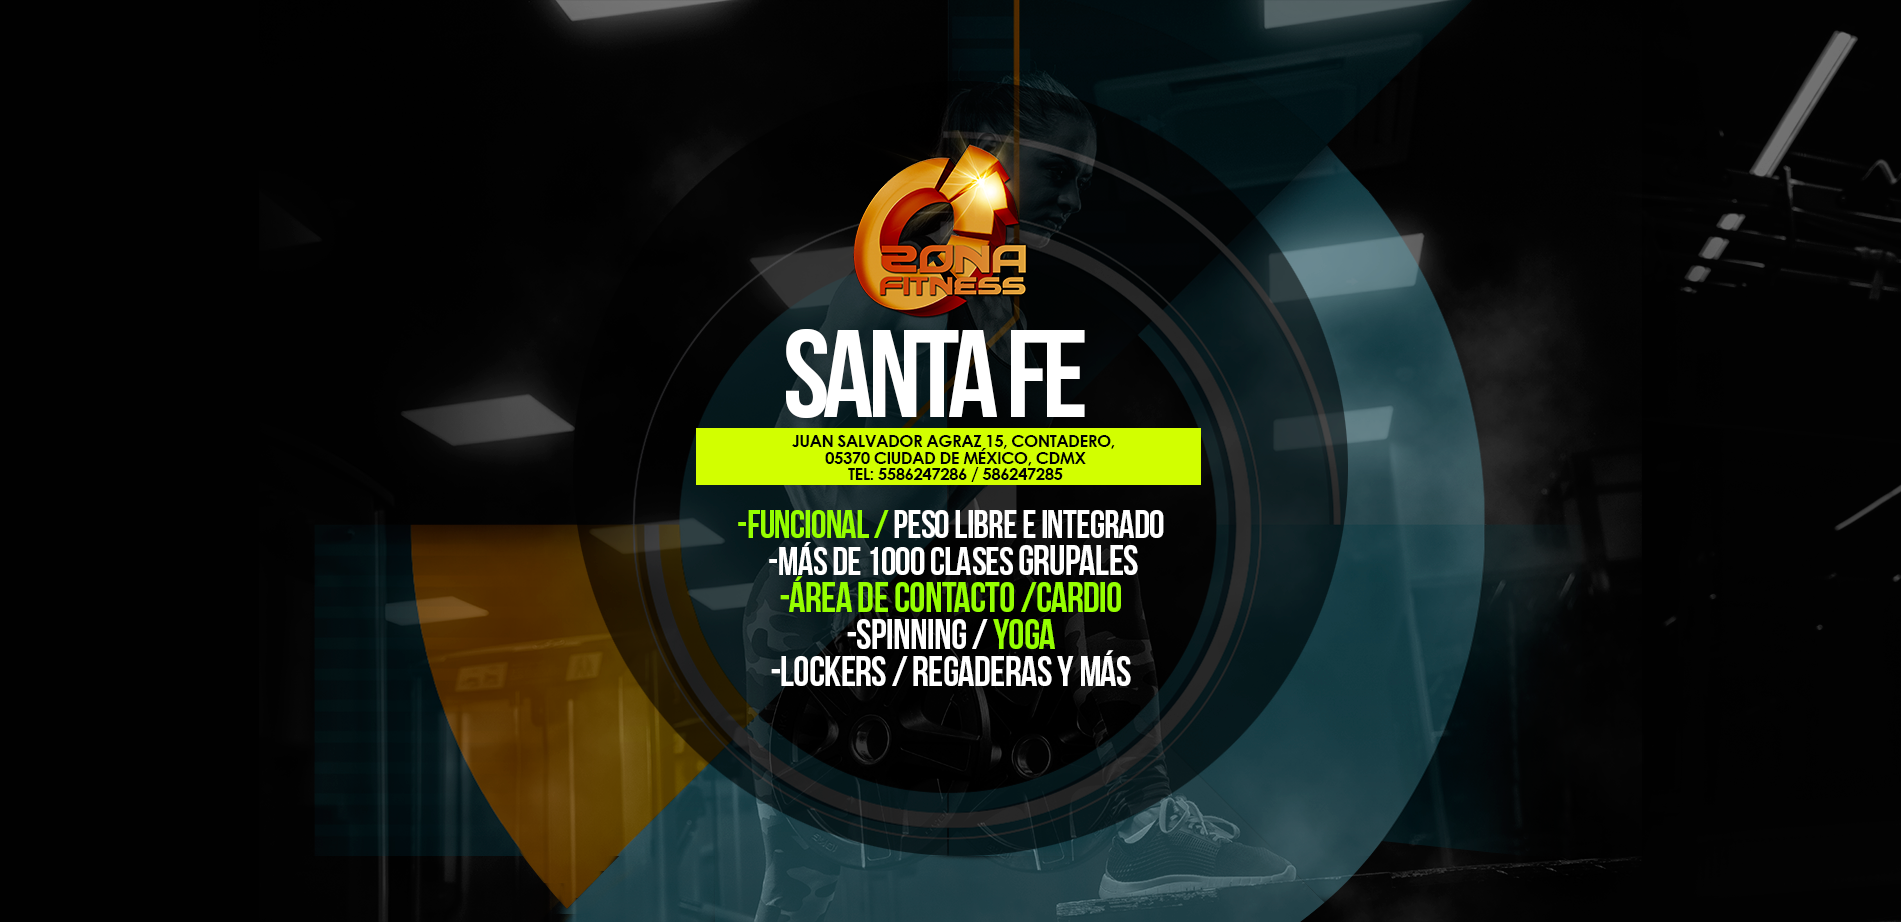 ZONA
FITNESS
SANTA FE
JUAN SALVADOR AGRAZ 15, CONTADERO,
05370 CIUDAD DE MÉXICO, CDMX
TEL: 5586247286 / 586247285
-FUNCIONAL / PESO LIBRE E INTEGRADO
-MÁS DE 1000 CLASES GRUPALES
-ÁREA DE CONTACTO /CARDIO
-SPINNING / YOGA
-LOCKERS / REGADERAS Y MÁS